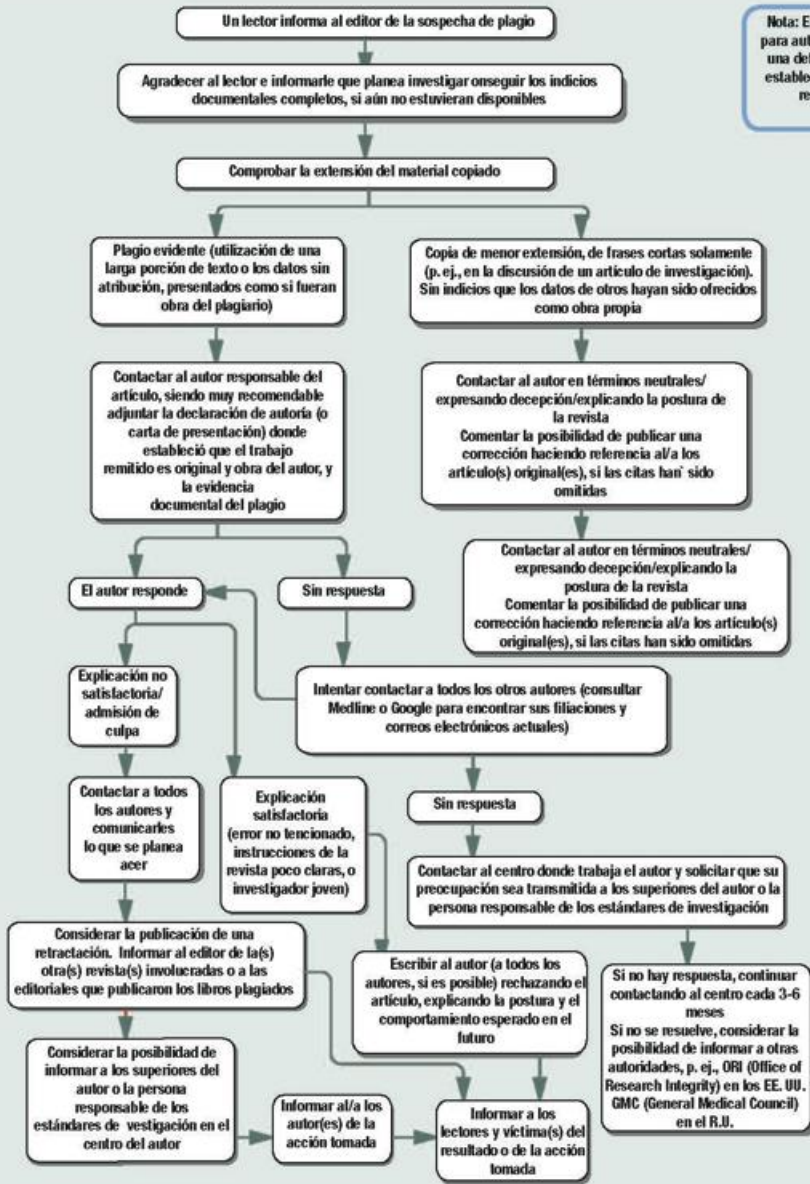 Un lector informa al editor de la sospecha de plagio
Nota: E
para aut
una del
estable
re
Agradecer al lector e informarle que planea investigar onseguir los indicios
documentales completos, si aún no estuvieran disponibles
Comprobar la extensión del material copiado
Plagio evidente (utilización de una
larga porción de texto o los datos sin
atribución, presentados como si fueran
obra del plagiario)
Copia de menor extensión, de frases cortas solamente
(p. ej., en la discusión de un artículo de investigación).
Sin indicios que los datos de otros hayan sido ofrecidos
como obra propia
Contactar al autor responsable del
artículo, siendo muy recomendable
adjuntar la declaración de autoría (o
carta de presentación) donde
estableció que el trabajo
remitido es original y obra del autor, y
la evidencia
documental del plagio
Contactar al autor en términos neutrales/
expresando decepción/explicando la postura de
la revista
Comentar la posibilidad de publicar una
corrección haciendo referencia al/a los
artículo(s) original(es), si las citas han` sido
omitidas
Contactar al autor en términos neutrales/
expresando decepción/explicando la
postura de la revista
Comentar la posibilidad de publicar una
corrección haciendo referencia al/a los artículo(s)
original(es), si las citas han sido omitidas
El autor responde
Sin respuesta
Explicación no
satisfactoria/
admisión de
culpa
Intentar contactar a todos los otros autores (consultar
Medline o Google para encontrar sus filiaciones y
correos electrónicos actuales)
Contactar a todos
los autores y
comunicarles
lo que se planea
acer
Explicación
satisfactoria
(error no tencionado,
instrucciones de la
revista poco claras, o
investigador joven)
Sin respuesta
Contactar al centro donde trabaja el autor y solicitar que su
preocupación sea transmitida a los superiores del autor o la
persona responsable de los estándares de investigación
Considerar la publicación de una
retractación. Informar al editor de la(s)
otra(s) revista(s) involucradas o a las
editoriales que publicaron los libros plagiados
Escribir al autor (a todos los
autores, si es posible) rechazando el
artículo, explicando la postura y el
comportamiento esperado en el
futuro
Si no hay respuesta, continuar
contactando al centro cada 3-6
meses
Si no se resuelve, considerar la
posibilidad de informar a otras
autoridades, p. ej., ORI (Office of
Research Integrity) en los EE. UU.
GMC (General Medical Council)
en el R.U.
Considerar la posibilidad de
informar a los superiores del
autor o la persona
responsable de los
estándares de vestigación en el
centro del autor
Informar al/a los
autor(es) de la
acción tomada
Informar a los
lectores y víctima(s) del
resultado o de la acción
tomada